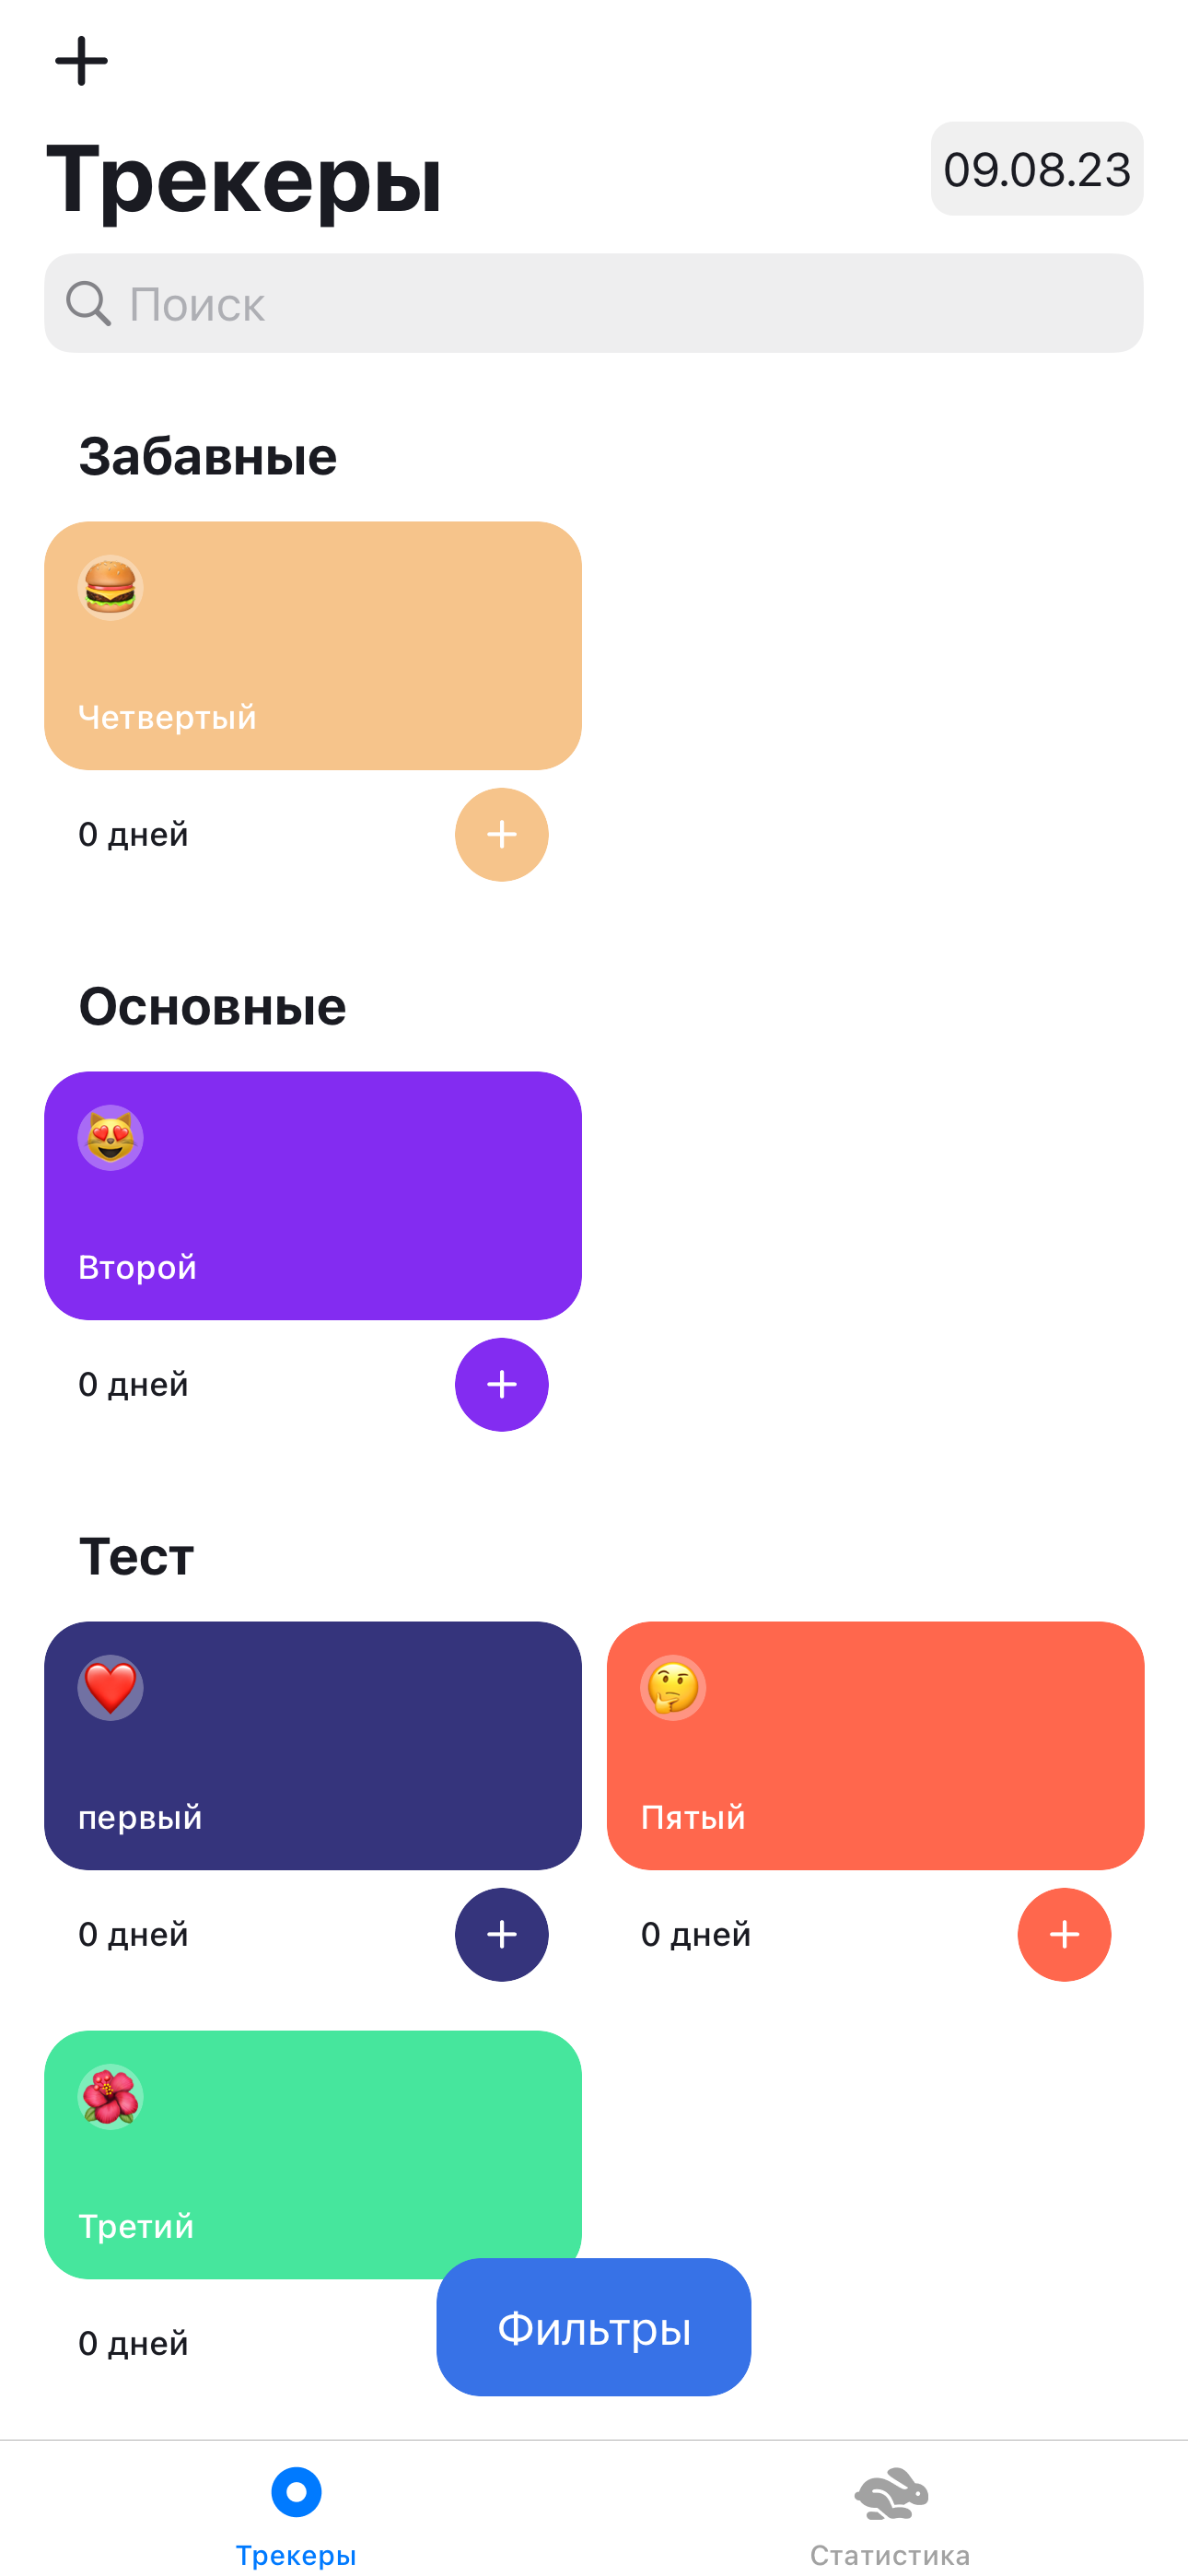 Трекеры
09.08.23
Поиск
Забавные
Четвертый
0 дней
Основные
Второй
0 дней
Тест
первый
Пятый
0 дней
0 дней
Третий
0 дней
Фильтры
Трекеры
Статистика